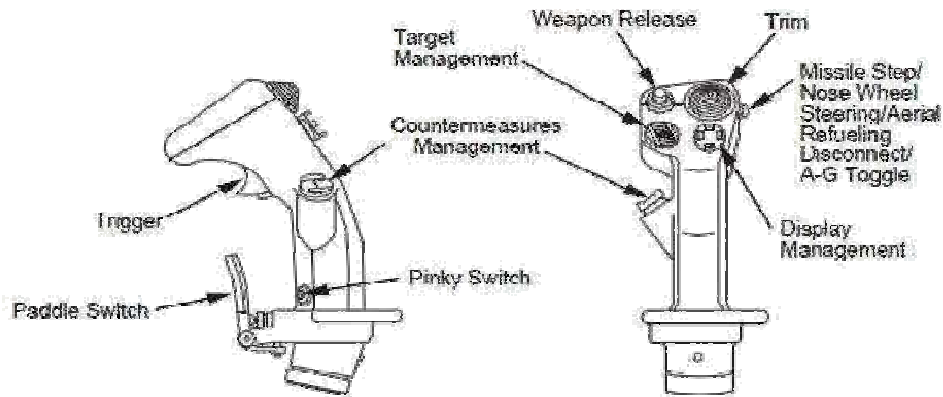 Weapon Release
Trim
Target
Management
Missile Step/
Nose Wheel
Steering/Aerial
Refueling
Disconnect/
A-G Toggle
Countermeasures
Management
Trigger
Display
Management
Pinky Switch
Paddle Switch